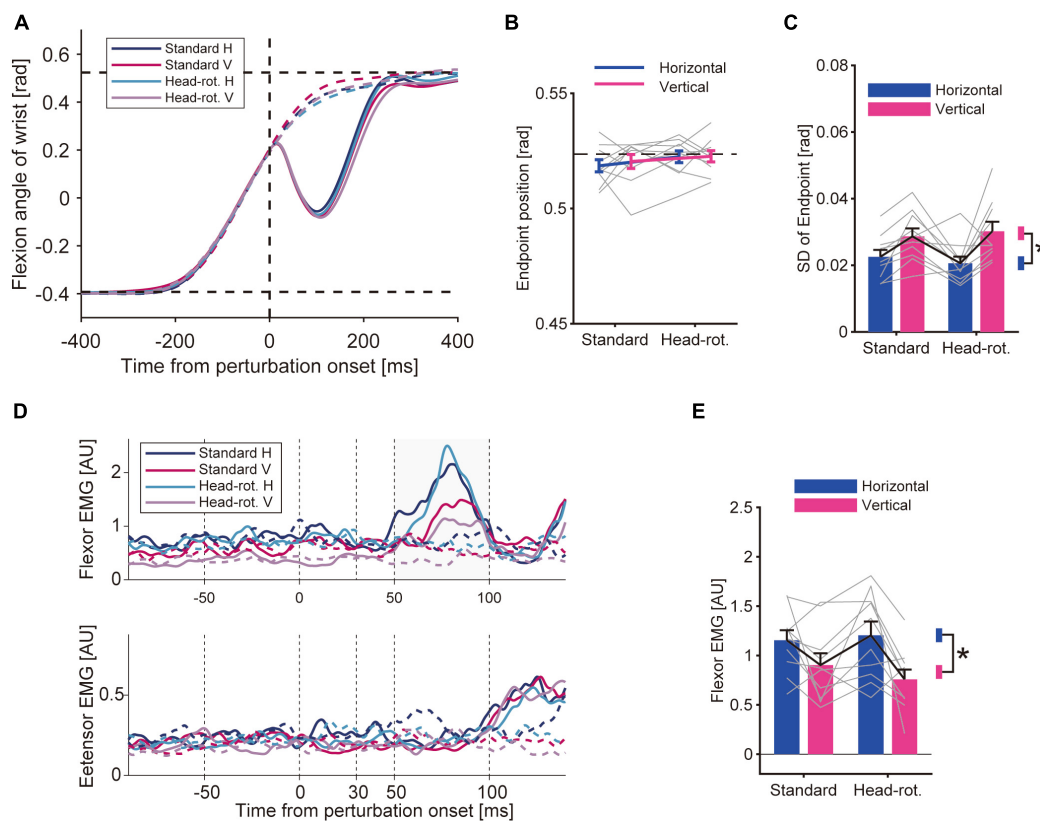 A
Flexion angle of wrist [rad]
0.6
0.4
0.2
0
-0.2
-0.4
Standard H
Standard V
Head-rot. H
Head-rot. V
-400
-200
0
200
400
Time from perturbation onset [ms]
B
Horizontal
Vertical
Endpoint position [rad]
0.55
0.5
0.45
Standard
Head-rot.
C
Horizontal
Vertical
SD of Endpoint [rad]
0.08
0.06
0.04
0.02
0
*
Standard
Head-rot.
D
Flexor EMG [AU]
2
1
0
Standard H
Standard V
Head-rot. H
Head-rot. V
-50
0
30
50
100
Eetensor EMG [AU]
0.5
0
-50
0
30
50
100
Time from perturbation onset [ms]
E
Horizontal
Vertical
Flexor EMG [AU]
2.5
2
1.5
1
0.5
0
*
Standard
Head-rot.